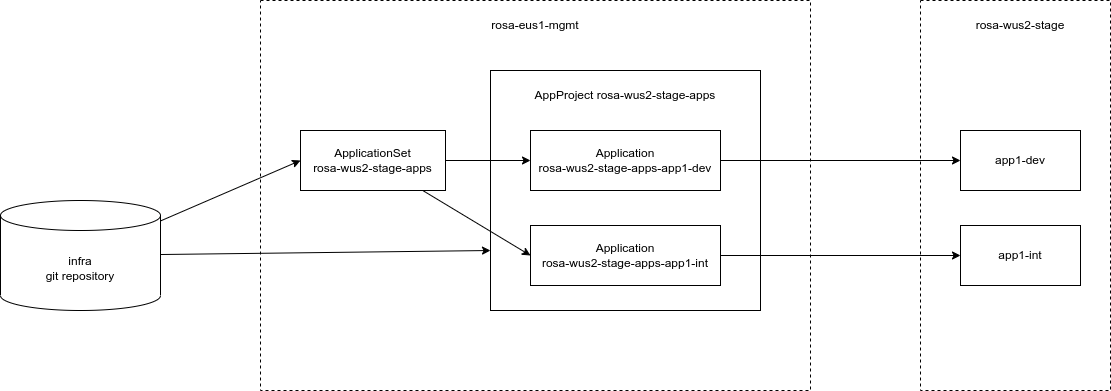 rosa-eus1-mgmt
rosa-wus2-stage
AppProject rosa-wus2-stage-apps
ApplicationSet
rosa-wus2-stage-apps
Application
rosa-wus2-stage-apps-app1-dev
app1-dev
infra
git repository
Application
rosa-wus2-stage-apps-app1-int
app1-int